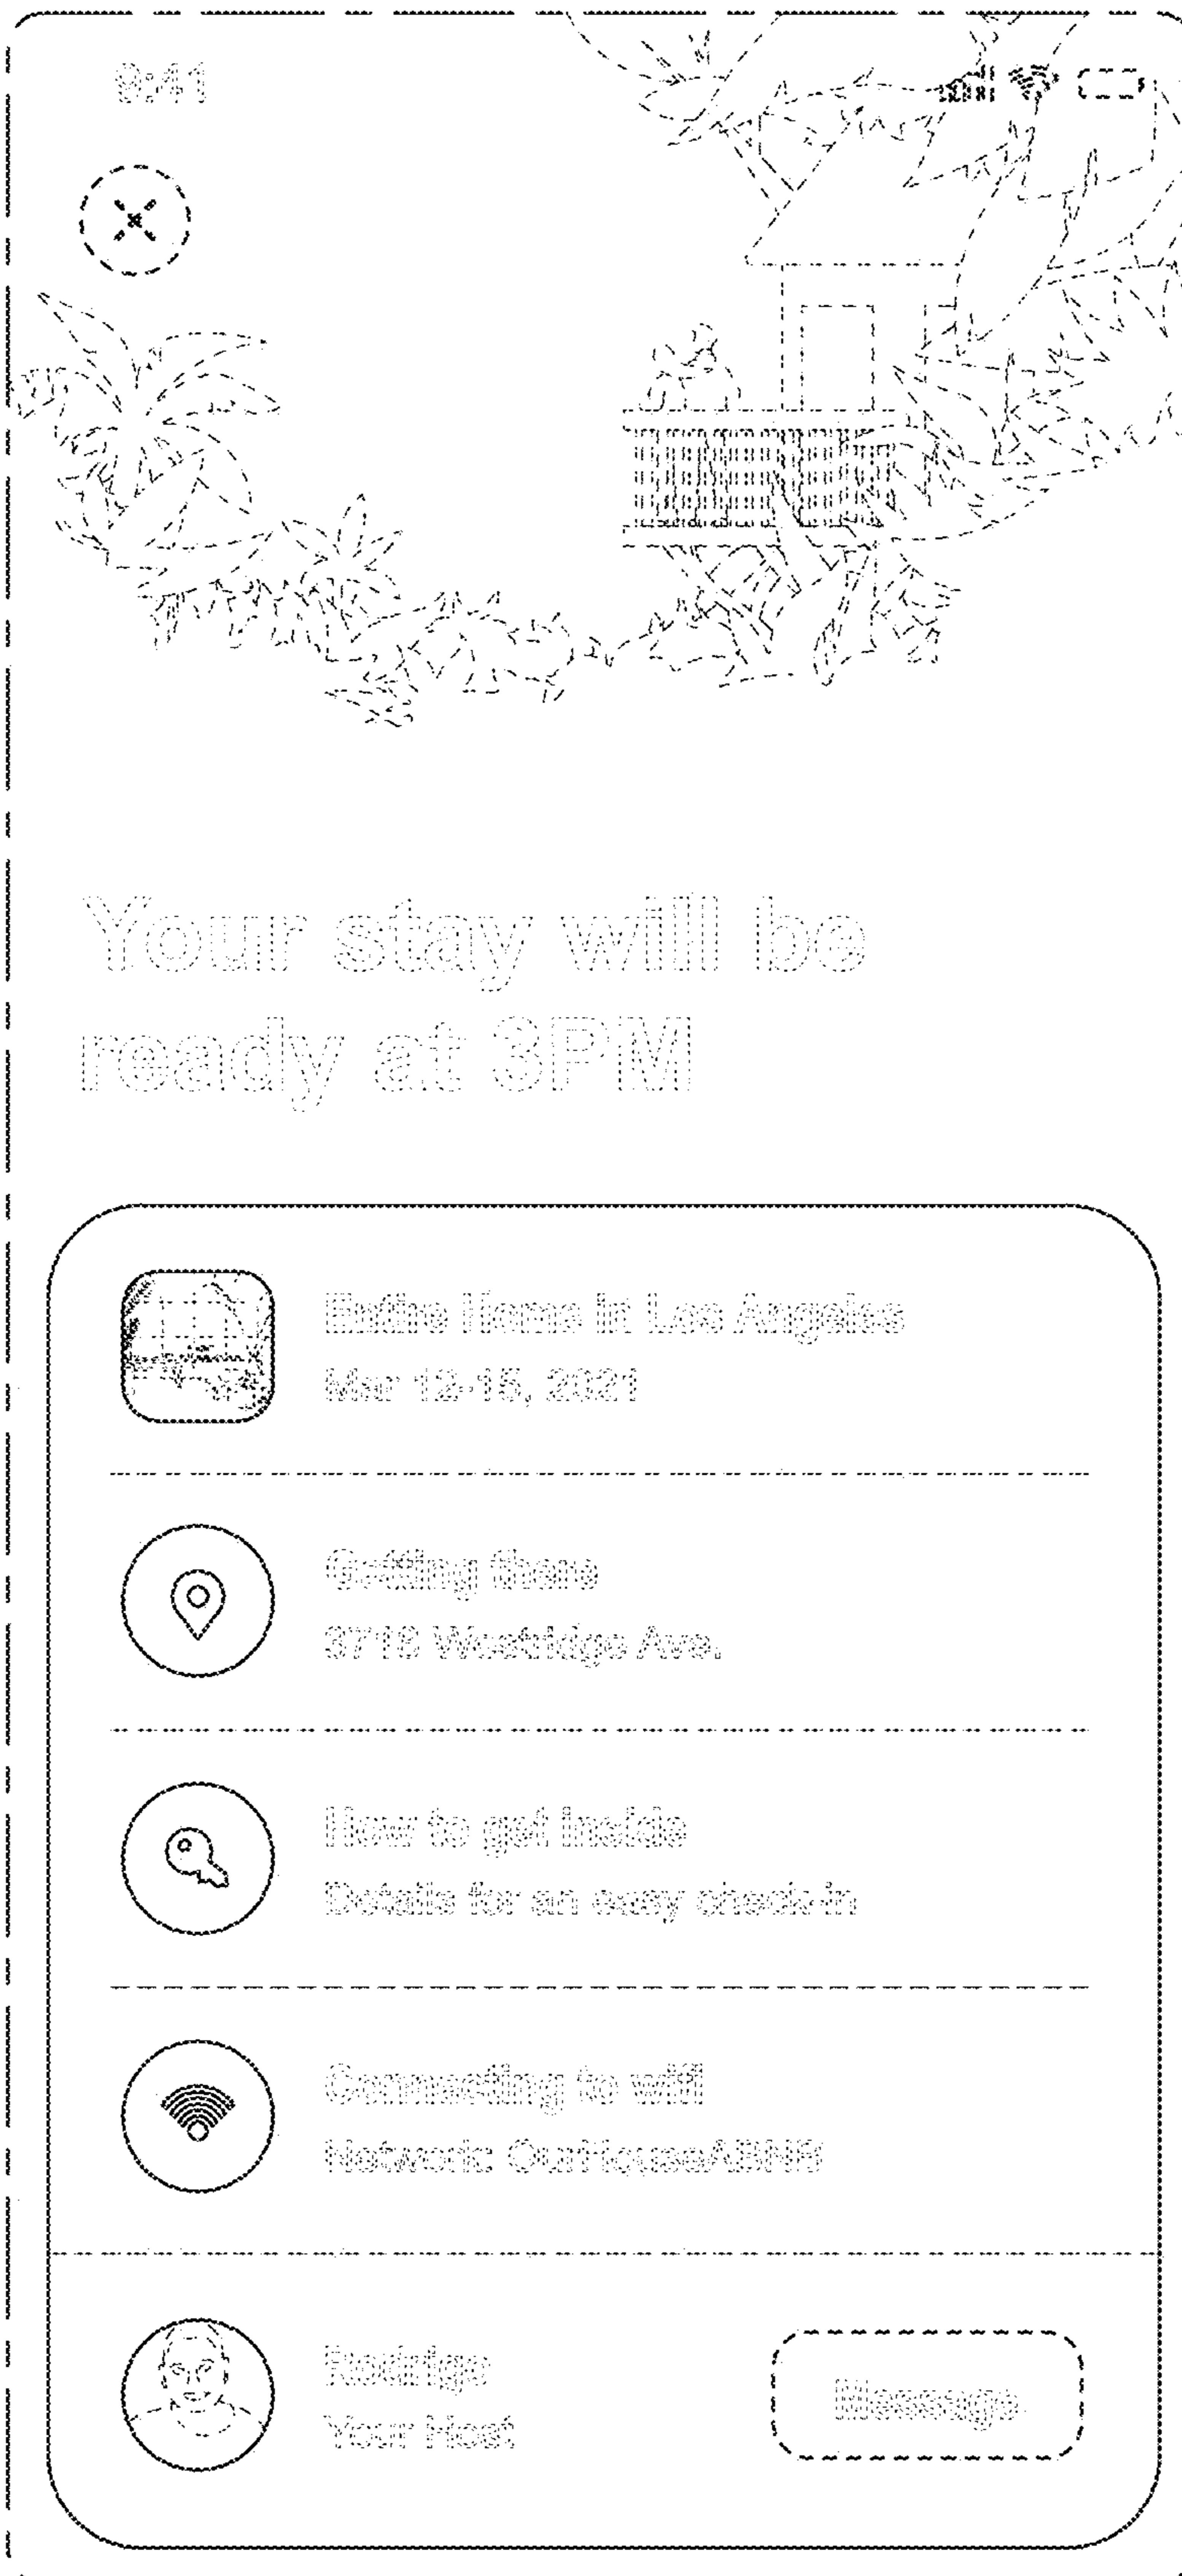 9:41
Your stay will be
ready at 3PM
Entire Home in Los Angeles
Mar 12-15, 2021
Getting there
3718 Westridge Ave.
How to get inside
Details for an easy check-in
Connecting to wifi
Network: OurHouseABNB
Rodrigo
Your Host
Message